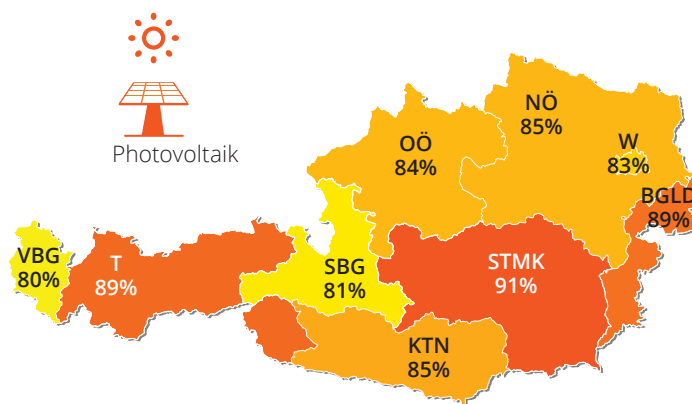 Photovoltaik
NÖ
85%
OÖ
84%
W
83%
BGLD
89%
VBG
80%
T
89%
SBG
81%
STMK
91%
KTN
85%